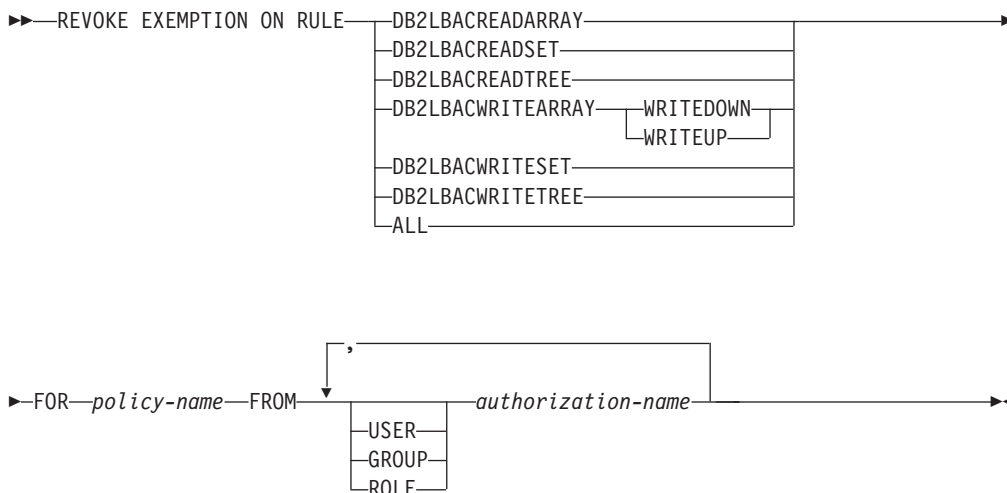 REVOKE EXEMPTION ON RULE DB2LBACREADARRAY
DB2LBACREADSET
DB2LBACREADTREE
DB2LBACWRITEARRAY WRITEDOWN
WRITEUP
DB2LBACWRITESET
DB2LBACWRITETREE
ALL
,
FOR policy-name FROM authorization-name
USER
GROUP
ROLE